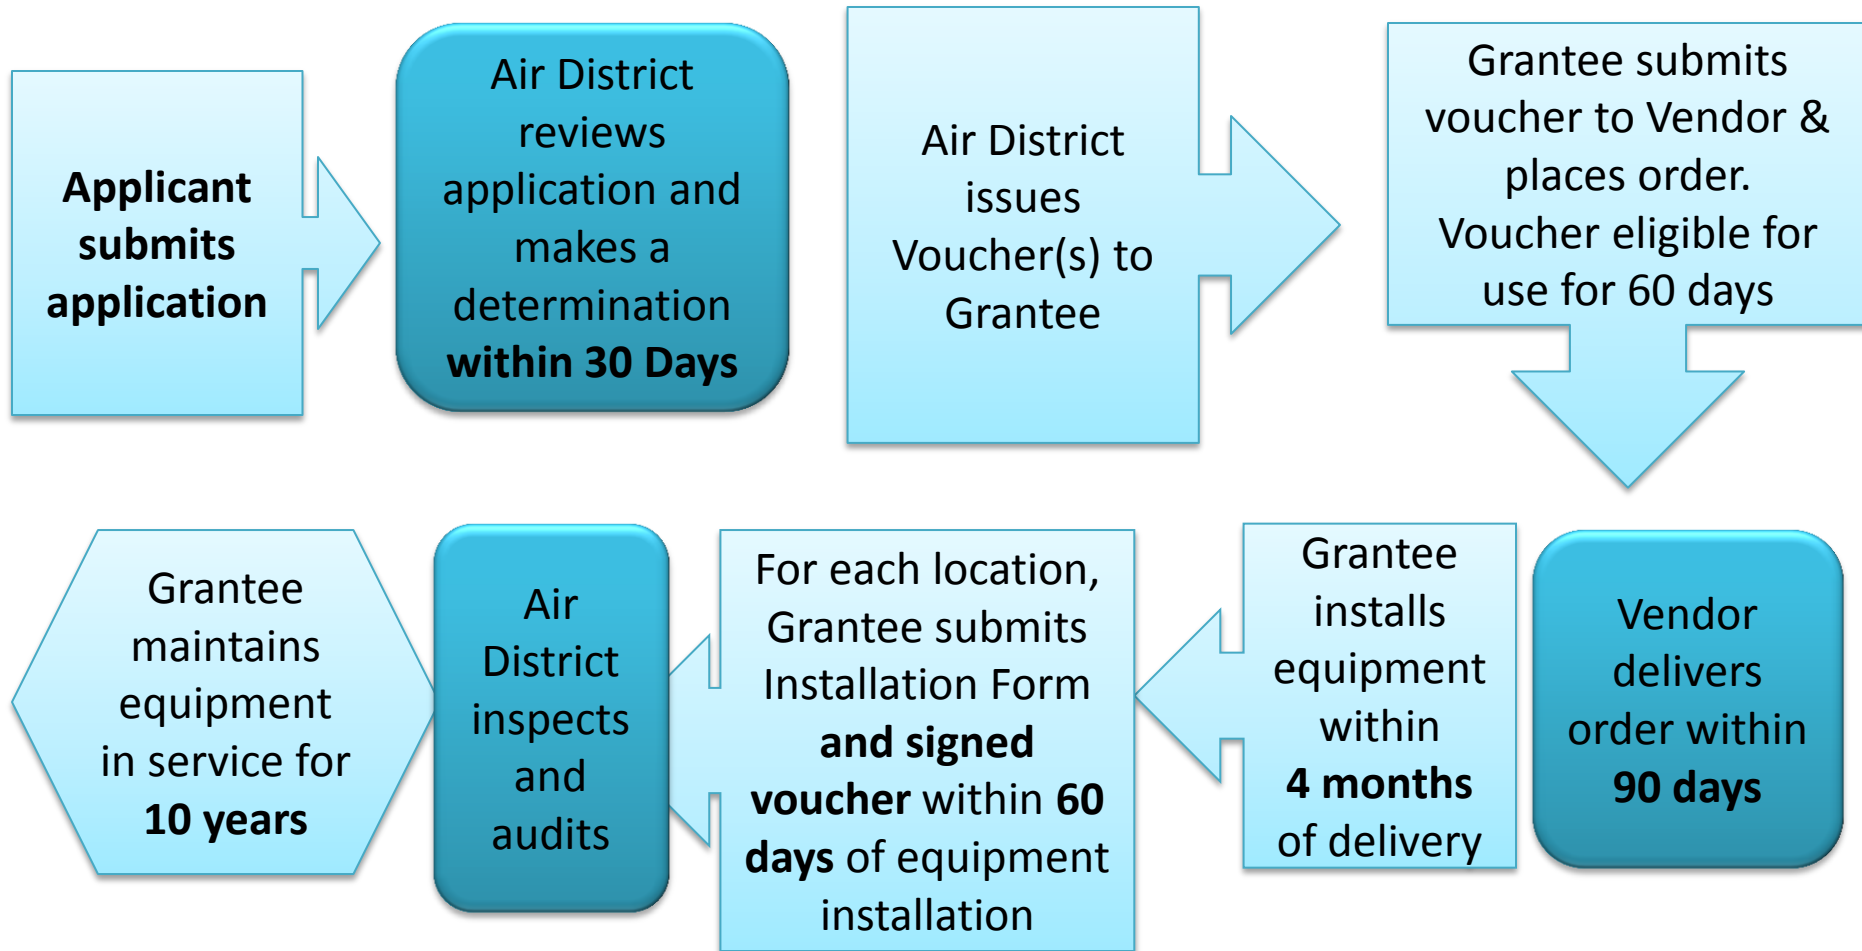 Applicant
submits
application
Air District
reviews
application and
makes a
determination
within 30 Days
Air District
issues
Voucher(s) to
Grantee
Grantee submits
voucher to Vendor &
places order.
Voucher eligible for
use for 60 days
Vendor
delivers
order within
90 days
Grantee
installs
equipment
within
4 months
of delivery
For each location,
Grantee submits
Installation Form
and signed
voucher within 60
days of equipment
installation
Air
District
inspects
and
audits
Grantee
maintains
equipment
in service for
10 years